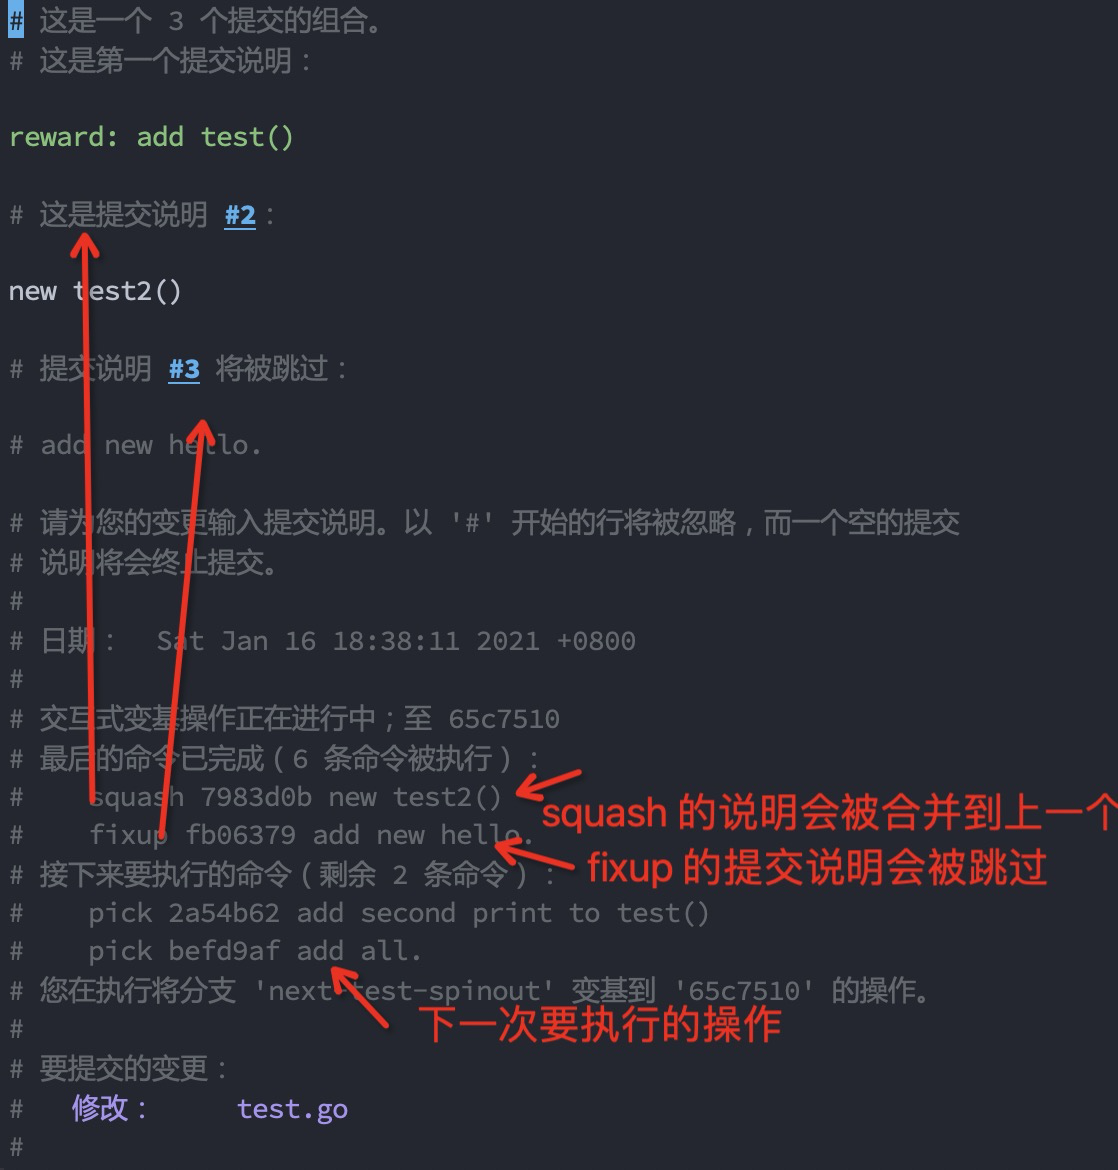 # 这是一个 3 个提交的组合。
# 这是第一个提交说明：
reward: add test()
# 这是提交说明 #2：
new test2()
# 提交说明 #3 将被跳过：
# add new hello.
# 请为您的变更输入提交说明。以 '#' 开始的行将被忽略，而一个空的提交
# 说明将会终止提交。
#
# 日期：  Sat Jan 16 18:38:11 2021 +0800
#
# 交互式变基操作正在进行中；至 65c7510
# 最后的命令已完成（6 条命令被执行）：
#    squash 7983d0b new test2()
squash 的说明会被合并到上一个
#    fixup fb06379 add new hello.
fixup 的提交说明会被跳过
# 接下来要执行的命令（剩余 2 条命令）：
#    pick 2a54b62 add second print to test()
#    pick befd9af add all.
# 您在执行将分支 'next-test-spinout' 变基到 '65c7510' 的操作。
下一次要执行的操作
#
# 要提交的变更：
#   修改：     test.go
#